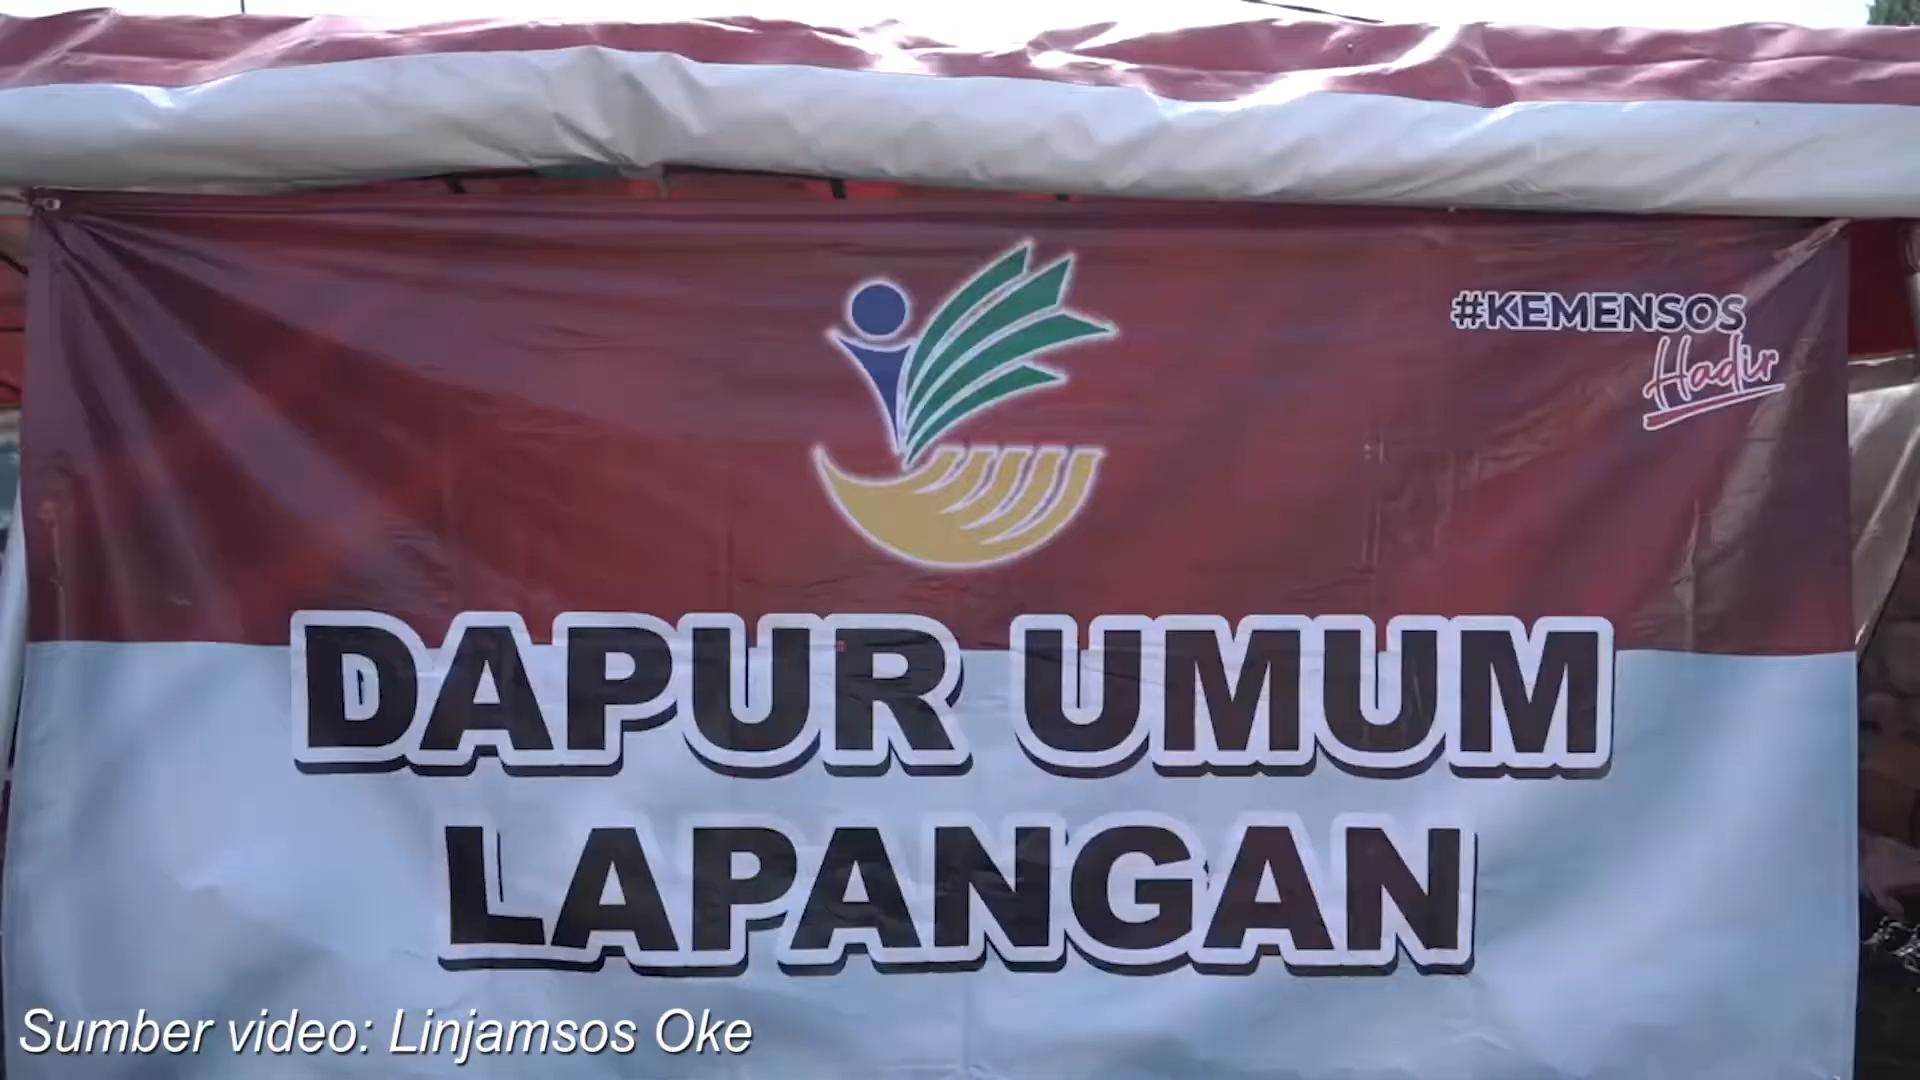 #KEMENSOS
Hadir
DAPUR UMUM
LAPANGAN
Sumber video: Linjamsos Oke